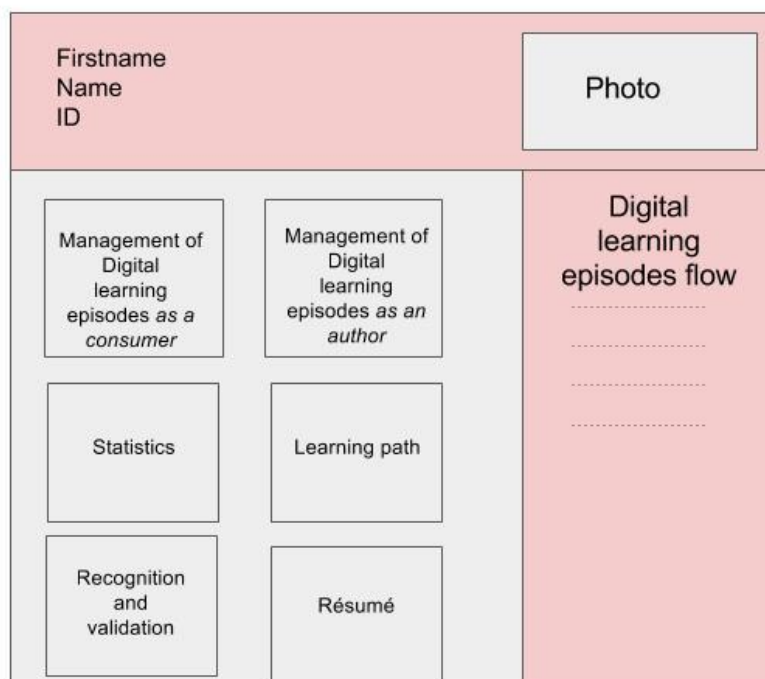 Firstname
Name
ID
Photo
Management of
Digital
learning
episodes as a
consumer
Management of
Digital
learning
episodes as an
author
Statistics
Learning path
Recognition
and
validation
Résumé
Digital
learning
episodes flow